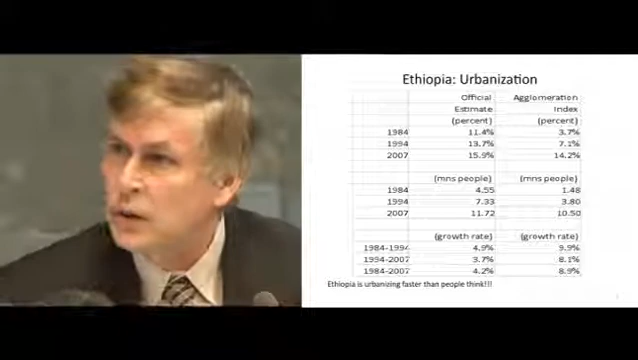 Ethiopia: Urbanization
Official Agglomeration
Estimate Index
(percent) (percent)
1984 11.4% 3.7%
1994 13.7% 7.1%
2007 15.9% 14.2%
(mns people) (mns people)
1984 4.55 1.48
1994 7.33 3.80
2007 11.72 10.50
(growth rate) (growth rate)
1984-1994 4.9% 9.9%
1994-2007 3.7% 8.1%
1984-2007 4.2% 8.9%
Ethiopia is urbanizing faster than people think!!!